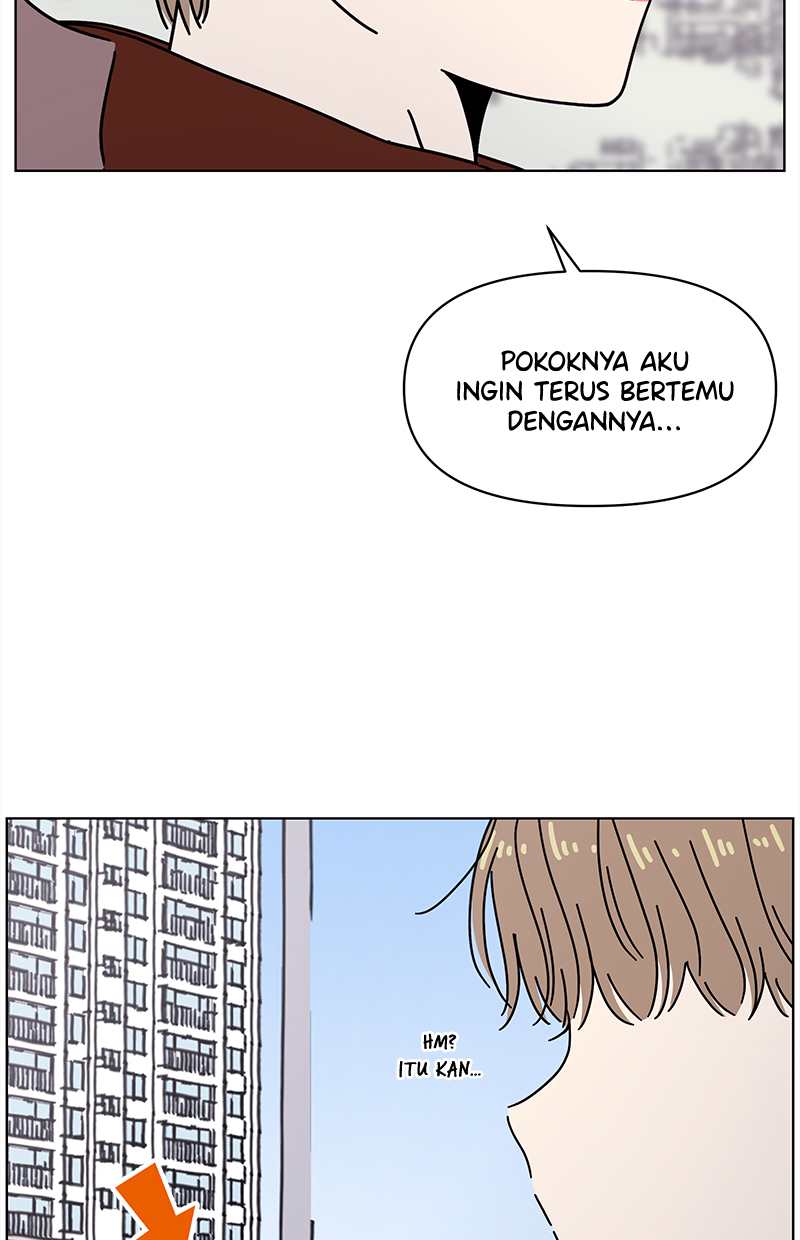 POKOKNYA AKU
INGIN TERUS BERTEMU
DENGANNYA...
HM?
ITU KAN...